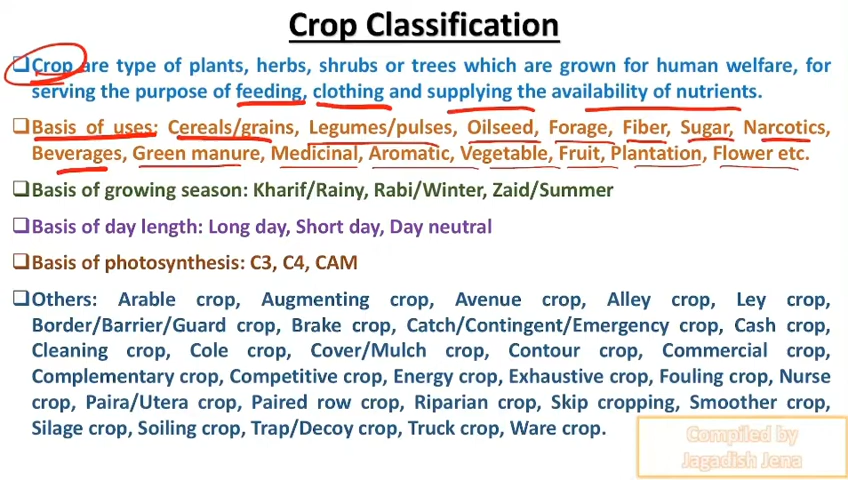 Crop Classification
❑Crop are type of plants, herbs, shrubs or trees which are grown for human welfare, for
serving the purpose of feeding, clothing and supplying the availability of nutrients.
❑Basis of uses: Cereals/grains, Legumes/pulses, Oilseed, Forage, Fiber, Sugar, Narcotics,
Beverages, Green manure, Medicinal, Aromatic, Vegetable, Fruit, Plantation, Flower etc.
❑Basis of growing season: Kharif/Rainy, Rabi/Winter, Zaid/Summer
❑Basis of day length: Long day, Short day, Day neutral
❑Basis of photosynthesis: C3, C4, CAM
❑Others: Arable crop, Augmenting crop, Avenue crop, Alley crop, Ley crop,
Border/Barrier/Guard crop, Brake crop, Catch/Contingent/Emergency crop, Cash crop,
Cleaning crop, Cole crop, Cover/Mulch crop, Contour crop, Commercial crop,
Complementary crop, Competitive crop, Energy crop, Exhaustive crop, Fouling crop, Nurse
crop, Paira/Utera crop, Paired row crop, Riparian crop, Skip cropping, Smoother crop,
Silage crop, Soiling crop, Trap/Decoy crop, Truck crop, Ware crop.
Compiled by
Jagadish Jena